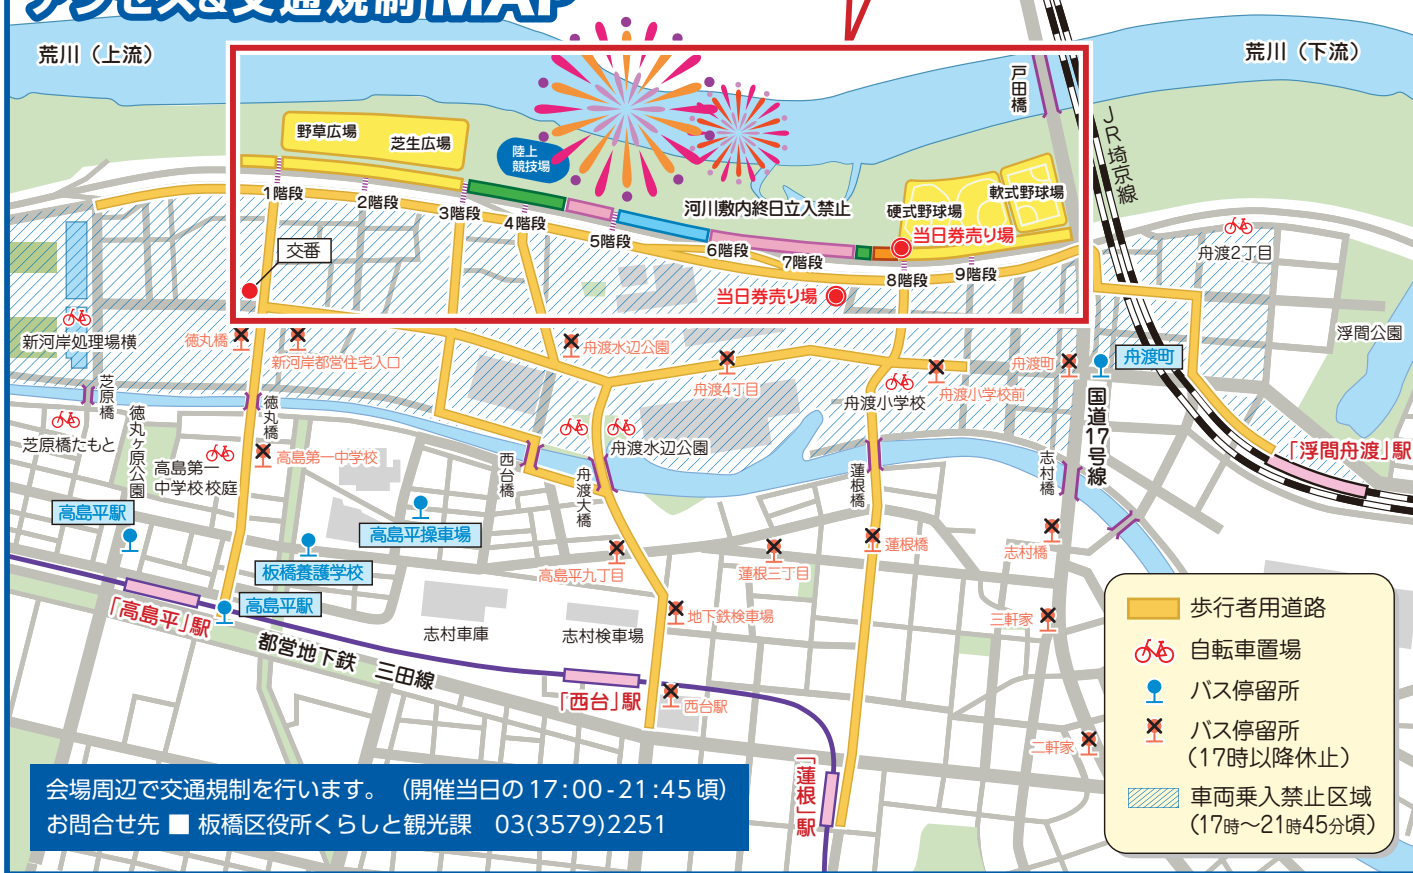 アクセス&交通規制MAP
荒川（上流）
荒川（下流）
戸田橋
JR埼京線
野草広場
芝生広場
陸上
競技場
河川敷内終日立入禁止
硬式野球場
軟式野球場
当日券売り場
1階段
2階段
3階段
4階段
5階段
6階段
7階段
8階段
9階段
交番
当日券売り場
舟渡2丁目
浮間公園
新河岸処理場横
徳丸橋
新河岸都営住宅入口
舟渡水辺公園
舟渡4丁目
舟渡小学校
舟渡小学校前
舟渡町
舟渡町
国道17号線
「浮間舟渡」駅
芝原橋
芝原橋たもと
徳丸ヶ原公園
徳丸橋
高島第一
中学校校庭
高島第一中学校
西台橋
舟渡大橋
舟渡水辺公園
蓮根橋
志村橋
高島平駅
高島平操車場
板橋養護学校
高島平駅
「高島平」駅
高島平九丁目
蓮根三丁目
蓮根橋
志村橋
三軒家
地下鉄検車場
志村車庫
志村検車場
都営地下鉄　三田線
「西台」駅
西台駅
「蓮根」駅
二軒家
歩行者用道路
自転車置場
バス停留所
バス停留所
（17時以降休止）
車両乗入禁止区域
（17時～21時45分頃）
会場周辺で交通規制を行います。（開催当日の17:00-21:45頃）
お問合せ先 ■ 板橋区役所くらしと観光課　03(3579)2251